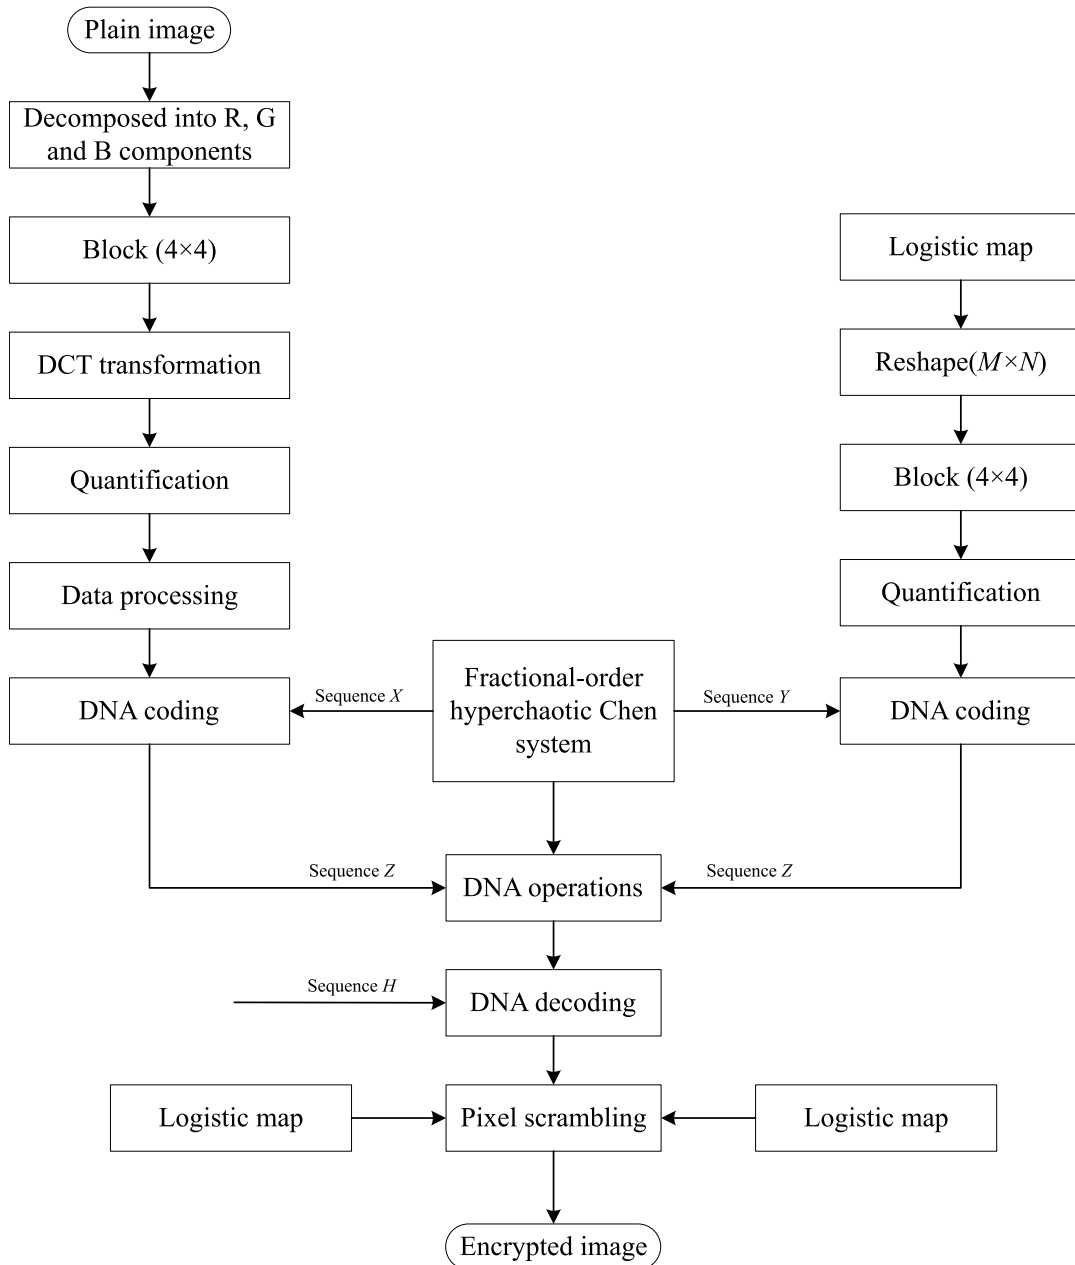 Plain image
Decomposed into R, G
and B components
Block (4×4)
Logistic map
DCT transformation
Reshape(M×N)
Quantification
Block (4×4)
Data processing
Quantification
DNA coding
Sequence X
Fractional-order
hyperchaotic Chen
system
Sequence Y
DNA coding
Sequence Z
DNA operations
Sequence Z
Sequence H
DNA decoding
Logistic map
Pixel scrambling
Logistic map
Encrypted image